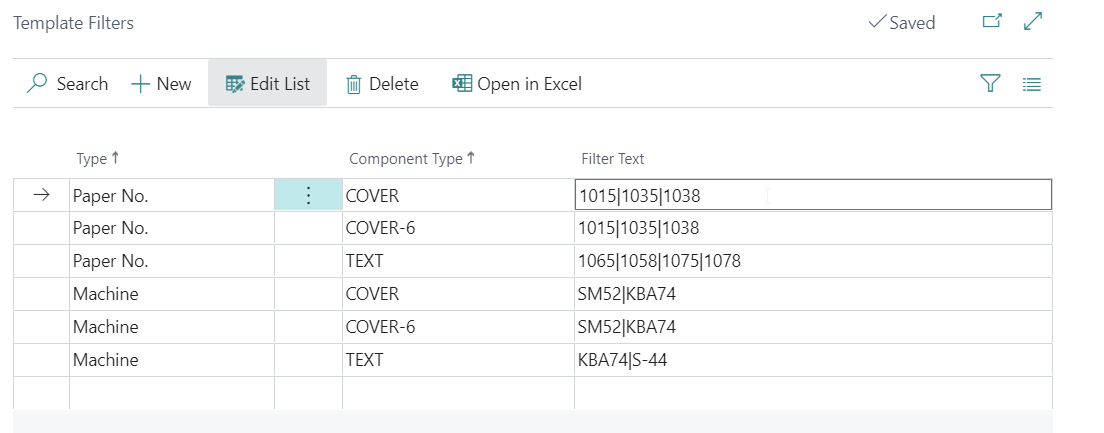 Template Filters Saved
Search New Edit List Delete Open in Excel
Type Component Type Filter Text
Paper No. COVER 1015|1035|1038
Paper No. COVER-6 1015|1035|1038
Paper No. TEXT 1065|1058|1075|1078
Machine COVER SM52|KBA74
Machine COVER-6 SM52|KBA74
Machine TEXT KBA74|S-44